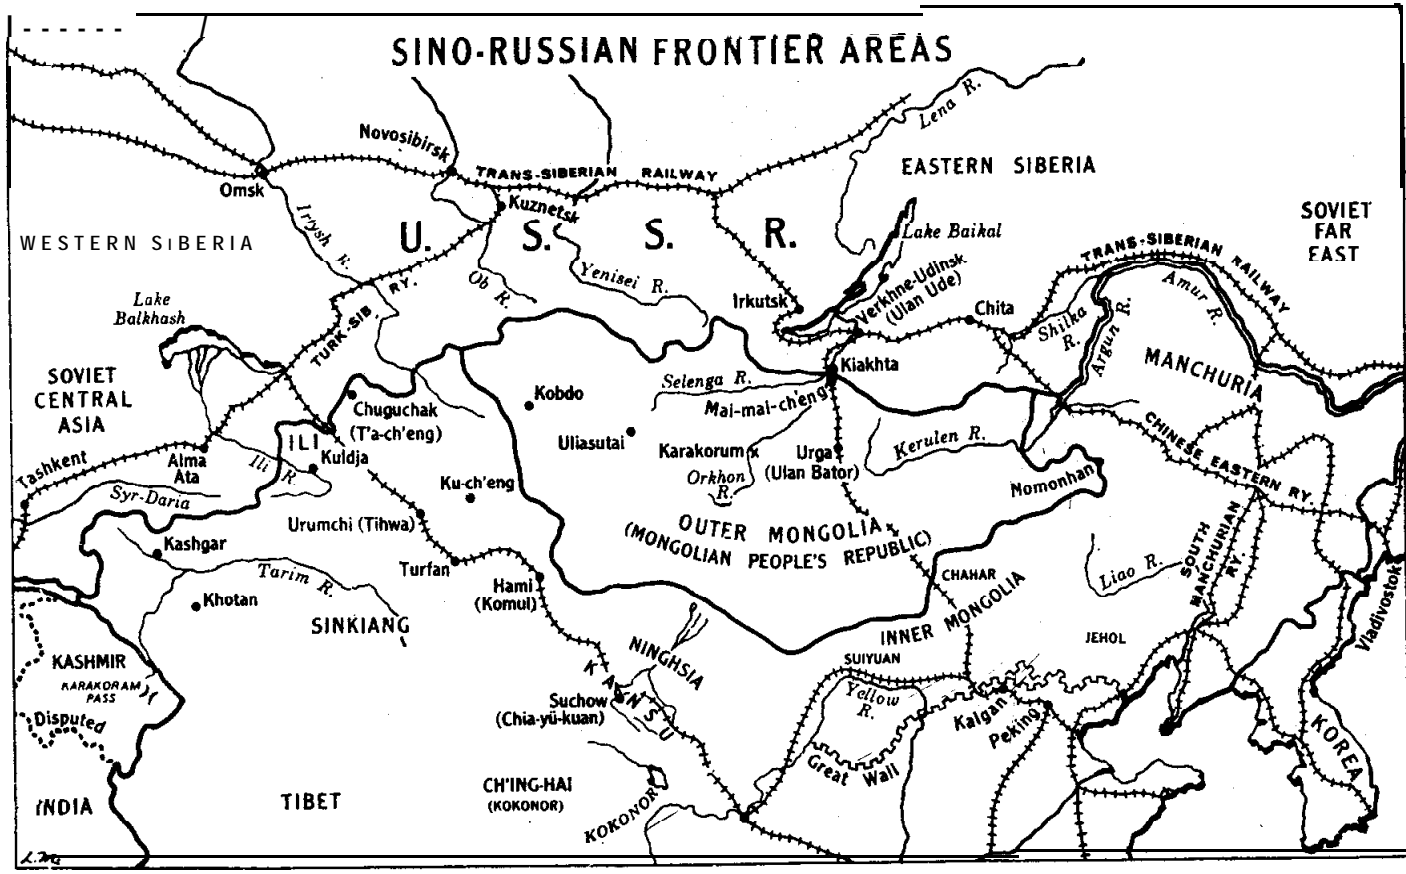 SINO-RUSSIAN FRONTIER AREAS
Lena R.
Novosibirsk
TRANS-SIBERIAN RAILWAY
EASTERN SIBERIA
Omsk
Kuznetsk
SOVIET
FAR
EAST
Irtysh R.
U. S. S. R.
WESTERN SIBERIA
Lake Baikal
TRANS-SIBERIAN RAILWAY
Ob R.
Yenisei R.
Verkhne-Udinsk
(Ulan Ude)
Amur R.
Lake
Balkhash
TURK-SIB. RY.
Irkutsk
Chita
Shilka
R.
Argun R.
SOVIET
CENTRAL
ASIA
Kiakhta
MANCHURIA
Selenga R.
Mai-mai-ch'eng
Kobdo
Chuguchak
(T'a-ch'eng)
ILI
Kuldja
Uliasutai
Karakorum x
Urga
(Ulan Bator)
Kerulen R.
CHINESE EASTERN RY.
Tashkent
Alma
Ata
Ili R.
Orkhon
R.
Nomonhan
Syr-Daria
Ku-ch'eng
Urumchi (Tihwa)
OUTER MONGOLIA
(MONGOLIAN PEOPLE'S REPUBLIC)
SOUTH
MANCHURIAN
RY.
Kashgar
Turfan
Tarim R.
Hami
(Komul)
CHAHAR
Liao R.
Vladivostok
Khotan
SINKIANG
INNER MONGOLIA
JEHOL
NINGHSIA
KASHMIR
KARAKORAM
PASS
SUIYUAN
KANSU
Yellow
R.
Suchow
(Chia-yü-kuan)
Kalgan
Peking
Disputed
KOREA
Great Wall
CH'ING-HAI
(KOKONOR)
INDIA
TIBET
KOKONOR